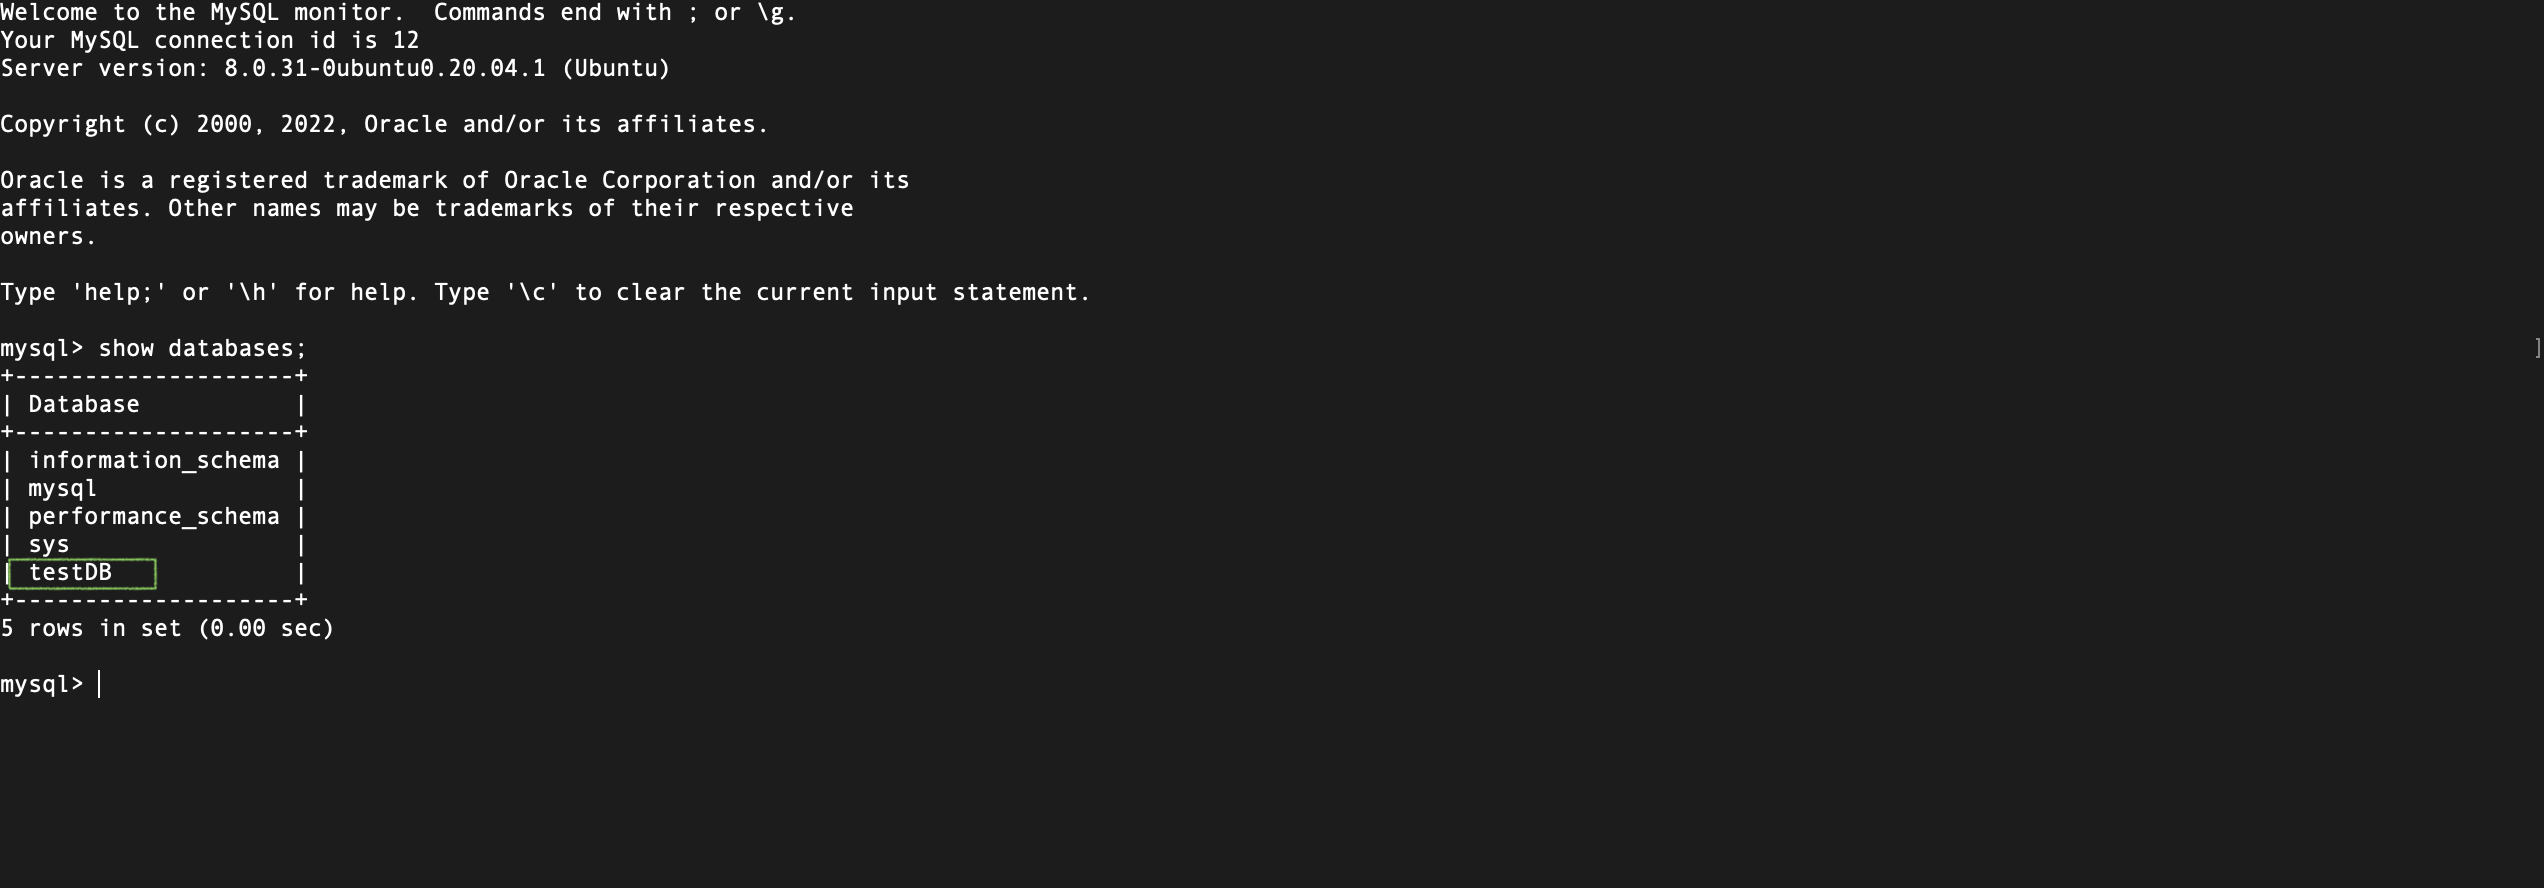 Welcome to the MySQL monitor.  Commands end with ; or \g.
Your MySQL connection id is 12
Server version: 8.0.31-0ubuntu0.20.04.1 (Ubuntu)
Copyright (c) 2000, 2022, Oracle and/or its affiliates.
Oracle is a registered trademark of Oracle Corporation and/or its
affiliates. Other names may be trademarks of their respective
owners.
Type 'help;' or '\h' for help. Type '\c' to clear the current input statement.
mysql> show databases; ]
+--------------------+
| Database           |
+--------------------+
| information_schema |
| mysql              |
| performance_schema |
| sys                |
| testDB             |
+--------------------+
5 rows in set (0.00 sec)
mysql>